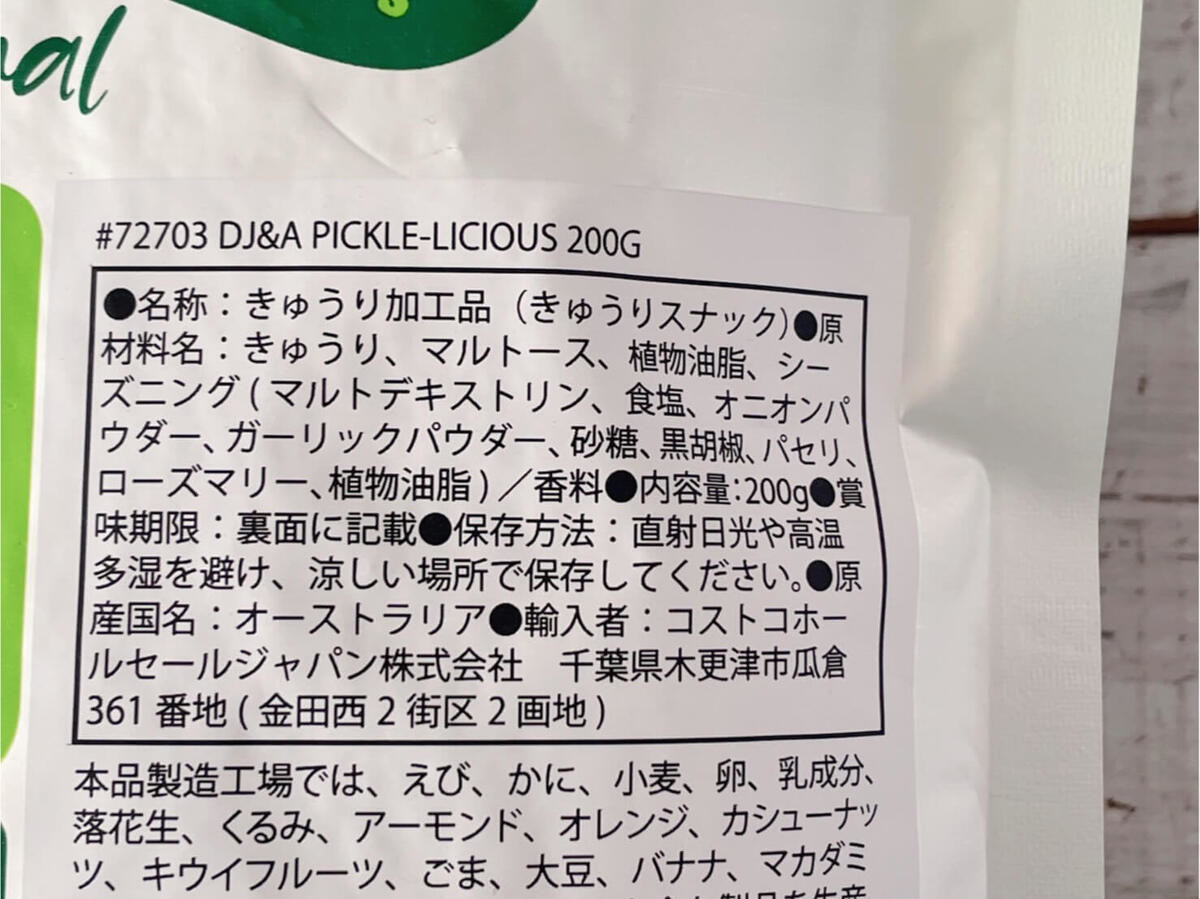 #72703 DJ&A PICKLE-LICIOUS 200G
●名称：きゅうり加工品（きゅうりスナック）●原
材料名：きゅうり、マルトース、植物油脂、シー
ズニング(マルトデキストリン、食塩、オニオンパ
ウダー、ガーリックパウダー、砂糖、黒胡椒、パセリ、
ローズマリー、植物油脂)／香料●内容量：200g●賞
味期限：裏面に記載●保存方法：直射日光や高温
多湿を避け、涼しい場所で保存してください。●原
産国名：オーストラリア●輸入者：コストコホー
ルセールジャパン株式会社　千葉県木更津市瓜倉
361 番地(金田西2街区2画地)
本品製造工場では、えび、かに、小麦、卵、乳成分、
落花生、くるみ、アーモンド、オレンジ、カシューナッ
ツ、キウイフルーツ、ごま、大豆、バナナ、マカダミ